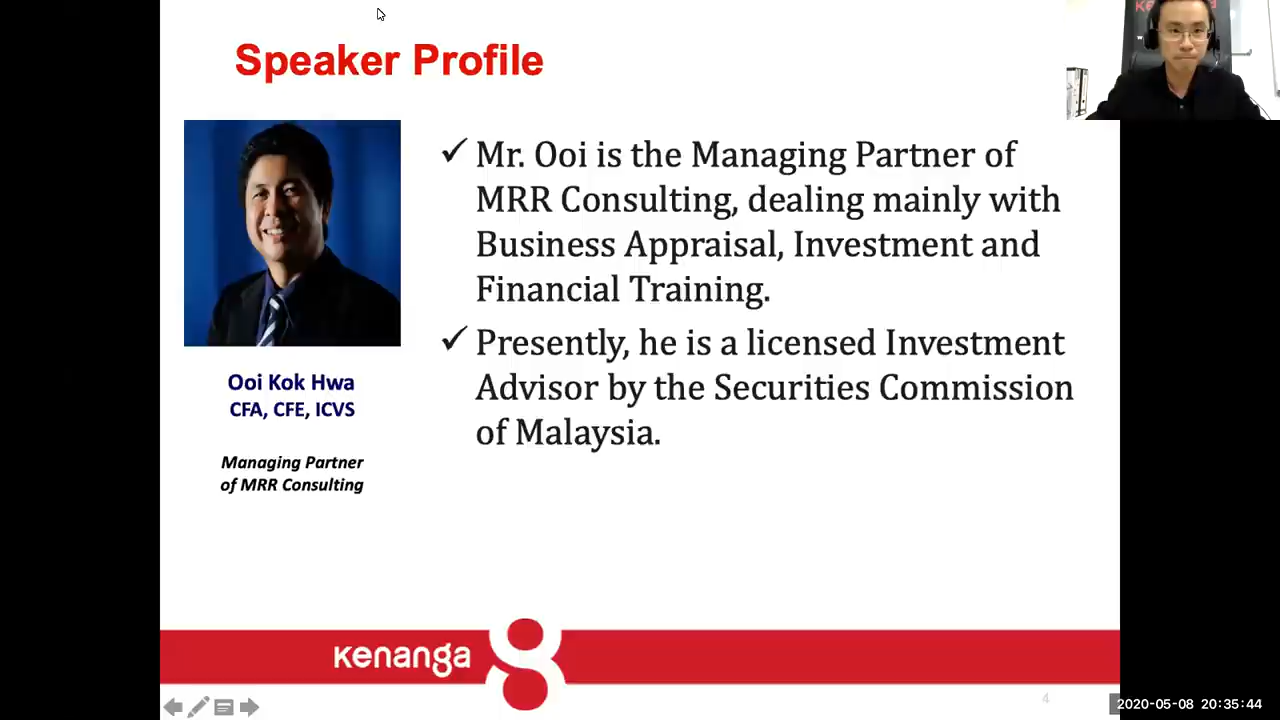 Speaker Profile
✓ Mr. Ooi is the Managing Partner of
MRR Consulting, dealing mainly with
Business Appraisal, Investment and
Financial Training.
✓ Presently, he is a licensed Investment
Advisor by the Securities Commission
of Malaysia.
Ooi Kok Hwa
CFA, CFE, ICVS
Managing Partner
of MRR Consulting
kenanga
4
2020-05-08 20:35:44